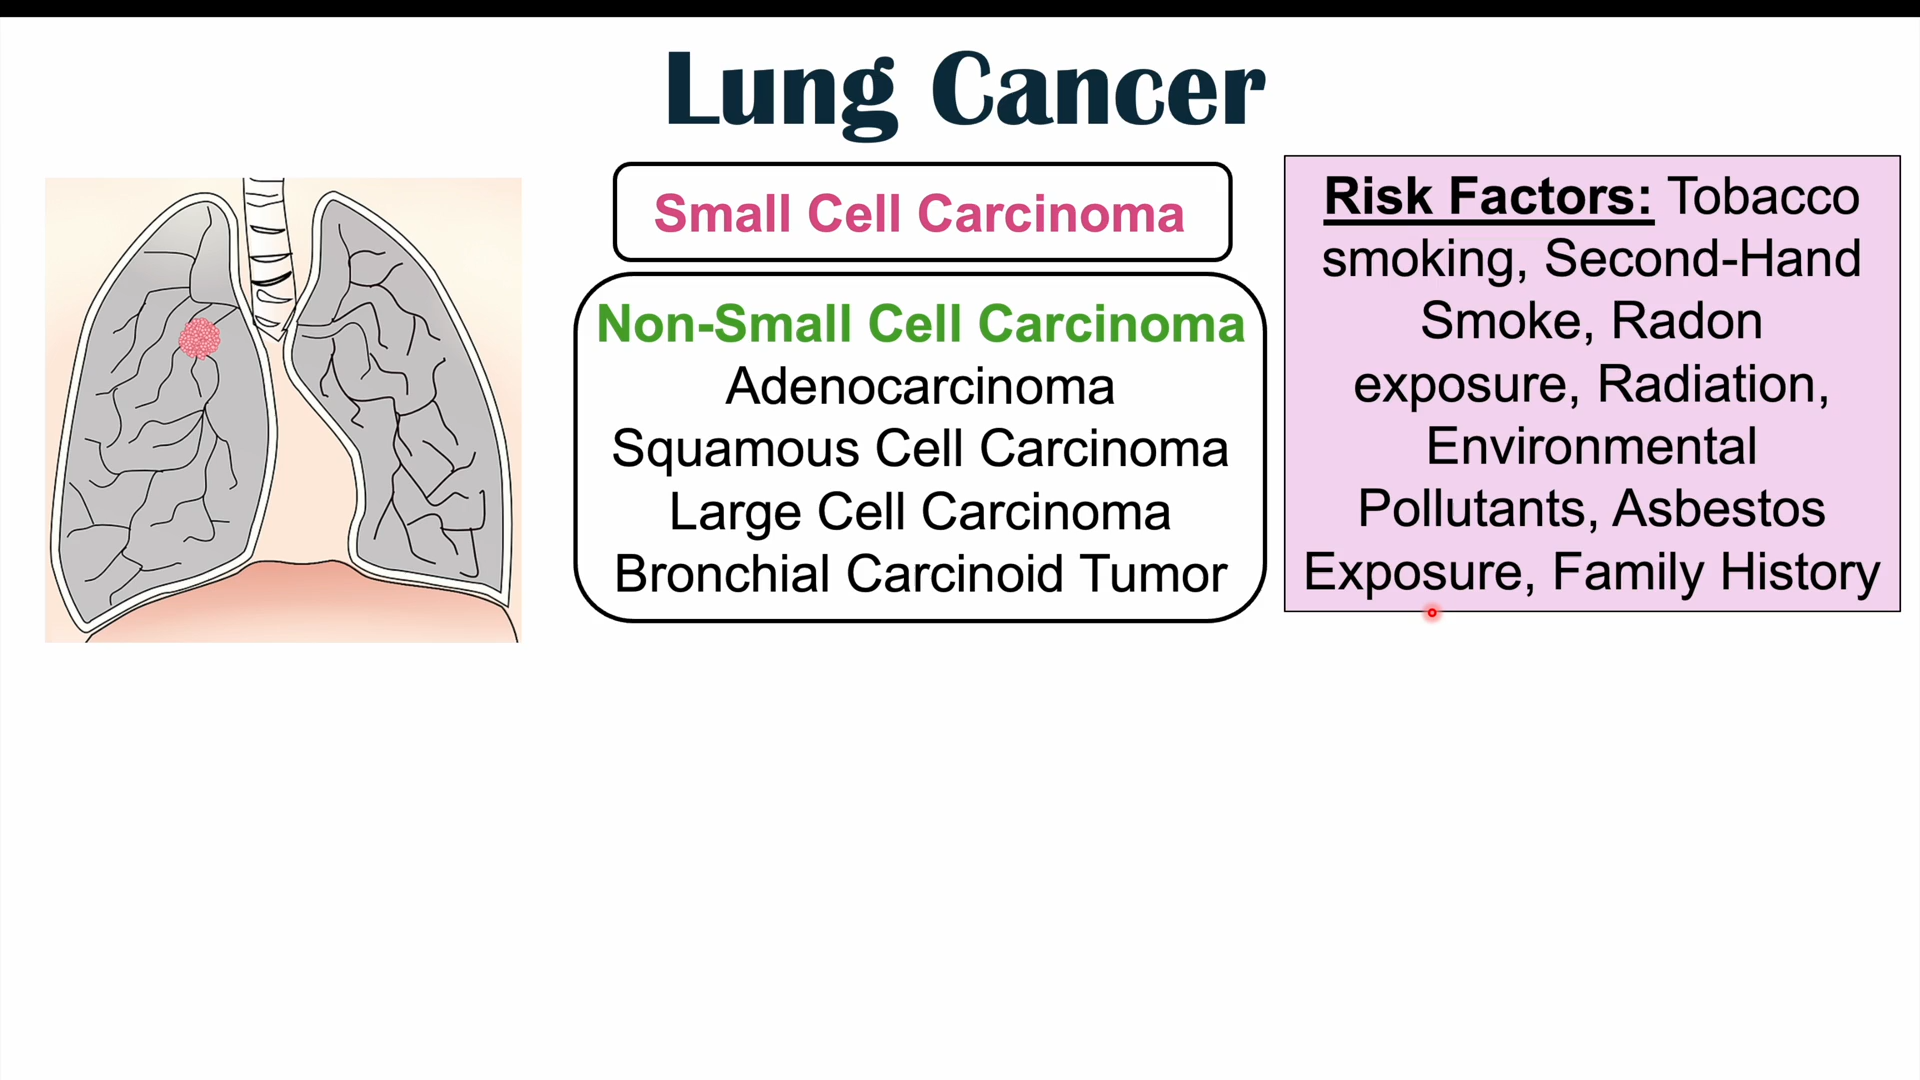 Lung Cancer
Small Cell Carcinoma
Non-Small Cell Carcinoma
Adenocarcinoma
Squamous Cell Carcinoma
Large Cell Carcinoma
Bronchial Carcinoid Tumor
Risk Factors: Tobacco
smoking, Second-Hand
Smoke, Radon
exposure, Radiation,
Environmental
Pollutants, Asbestos
Exposure, Family History